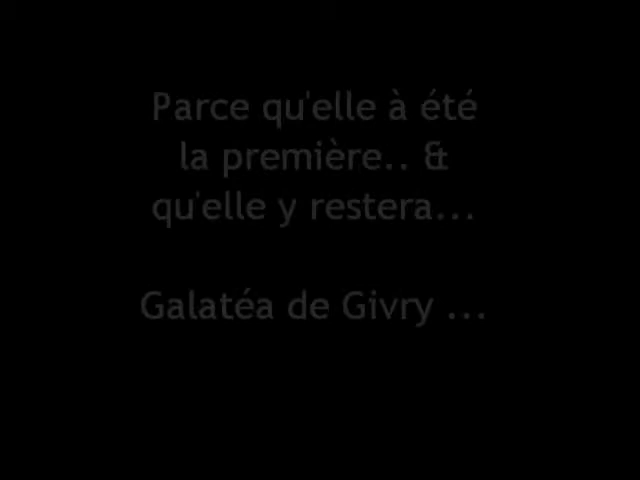 Parce qu'elle à été
la première.. &
qu'elle y restera...
Galatéa de Givry ...